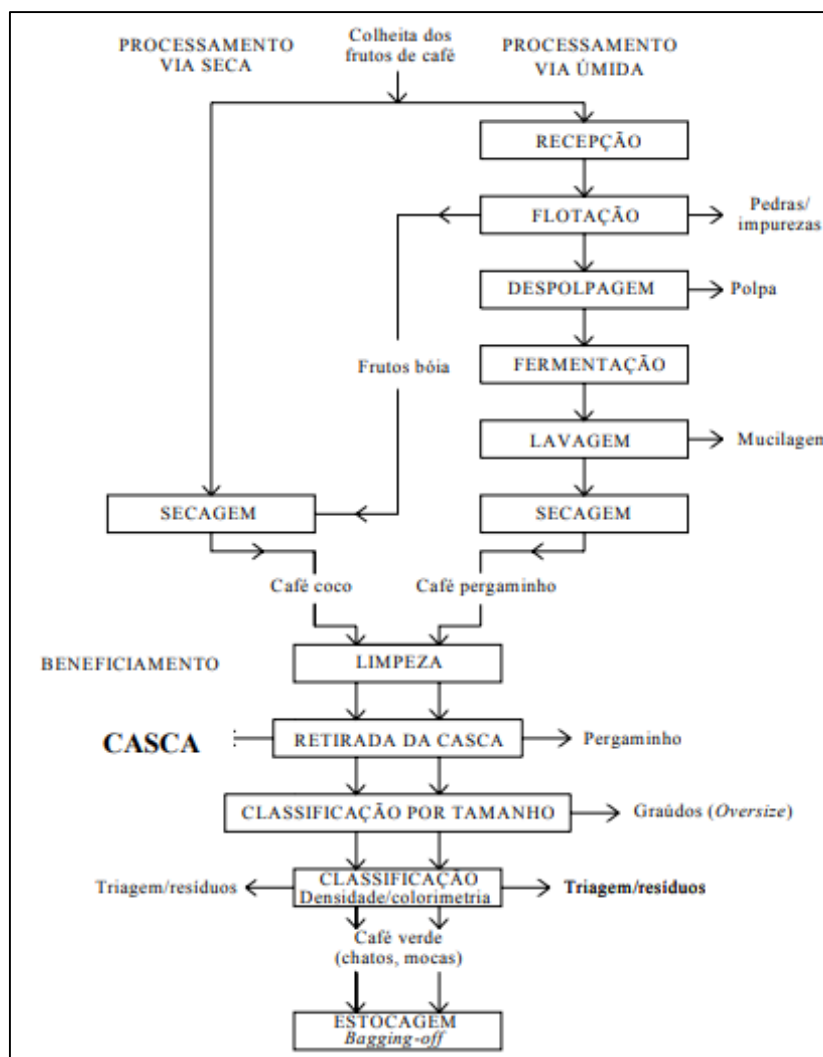 PROCESSAMENTO
VIA SECA
Colheita dos
frutos de café
PROCESSAMENTO
VIA ÚMIDA
RECEPÇÃO
FLOTAÇÃO
Pedras/
impurezas
DESPOLPAGEM
Polpa
Frutos bóia
FERMENTAÇÃO
LAVAGEM
Mucilagem
SECAGEM
SECAGEM
Café coco
Café pergaminho
BENEFICIAMENTO
LIMPEZA
CASCA
RETIRADA DA CASCA
Pergaminho
CLASSIFICAÇÃO POR TAMANHO
Graúdos (Oversize)
Triagem/resíduos
CLASSIFICAÇÃO
Densidade/colorimetria
Triagem/resíduos
Café verde
(chatos, mocas)
ESTOCAGEM
Bagging-off